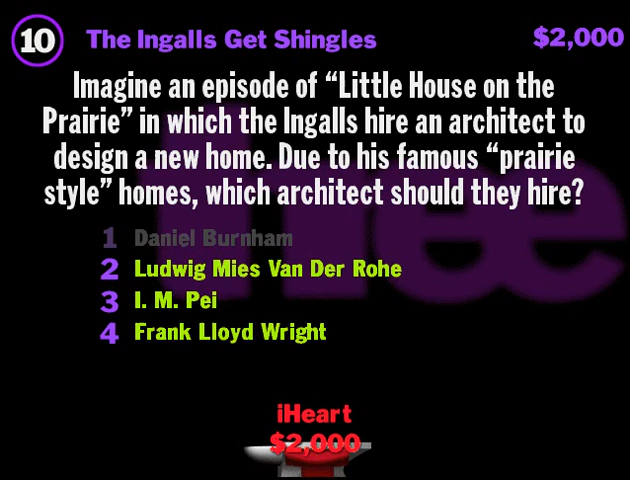 10 The Ingalls Get Shingles $2,000
Imagine an episode of “Little House on the
Prairie” in which the Ingalls hire an architect to
design a new home. Due to his famous “prairie
style” homes, which architect should they hire?
1 Daniel Burnham
2 Ludwig Mies Van Der Rohe
3 I. M. Pei
4 Frank Lloyd Wright
iHeart
$2,000